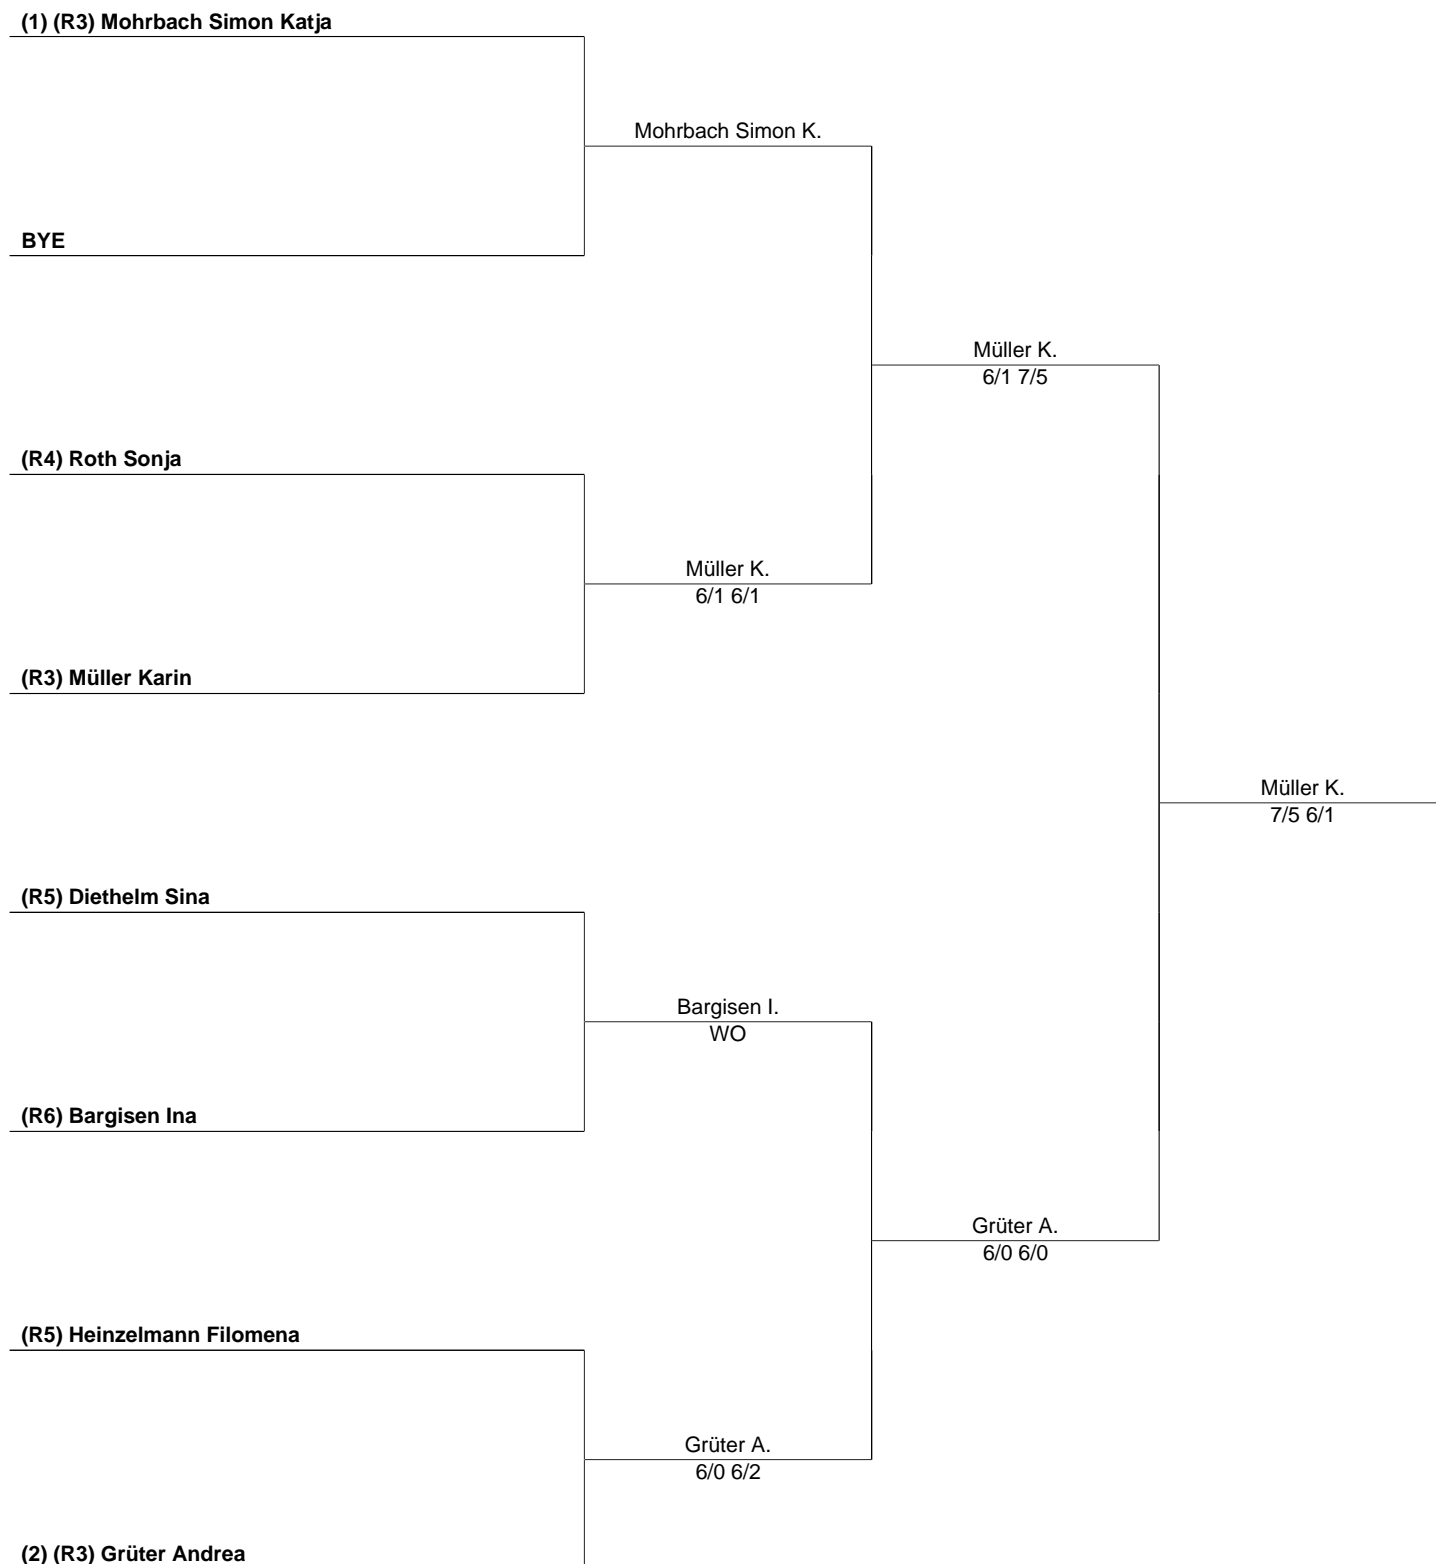 (1) (R3) Mohrbach Simon Katja
Mohrbach Simon K.
BYE
Müller K.
6/1 7/5
(R4) Roth Sonja
Müller K.
6/1 6/1
(R3) Müller Karin
Müller K.
7/5 6/1
(R5) Diethelm Sina
Bargisen I.
WO
(R6) Bargisen Ina
Grüter A.
6/0 6/0
(R5) Heinzelmann Filomena
Grüter A.
6/0 6/2
(2) (R3) Grüter Andrea